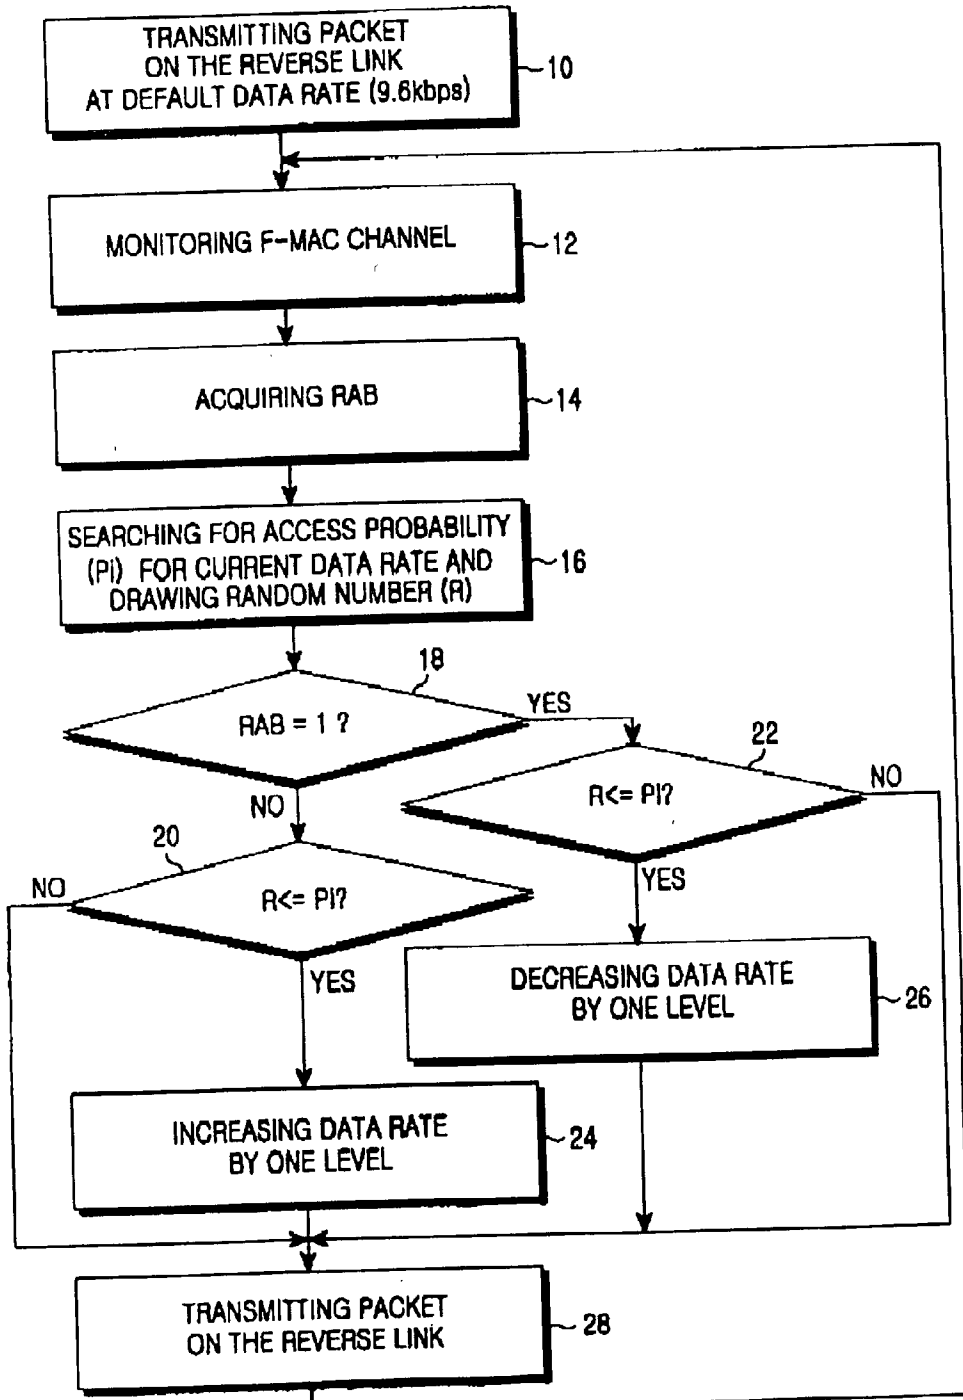 TRANSMITTING PACKET
ON THE REVERSE LINK
AT DEFAULT DATA RATE (9.6kbps)
10
MONITORING F-MAC CHANNEL
12
ACQUIRING RAB
14
SEARCHING FOR ACCESS PROBABILITY
(Pi) FOR CURRENT DATA RATE AND
DRAWING RANDOM NUMBER (R)
16
18
RAB = 1 ?
YES
NO
22
R<= PI?
NO
YES
20
R<= PI?
NO
YES
DECREASING DATA RATE
BY ONE LEVEL
26
INCREASING DATA RATE
BY ONE LEVEL
24
TRANSMITTING PACKET
ON THE REVERSE LINK
28